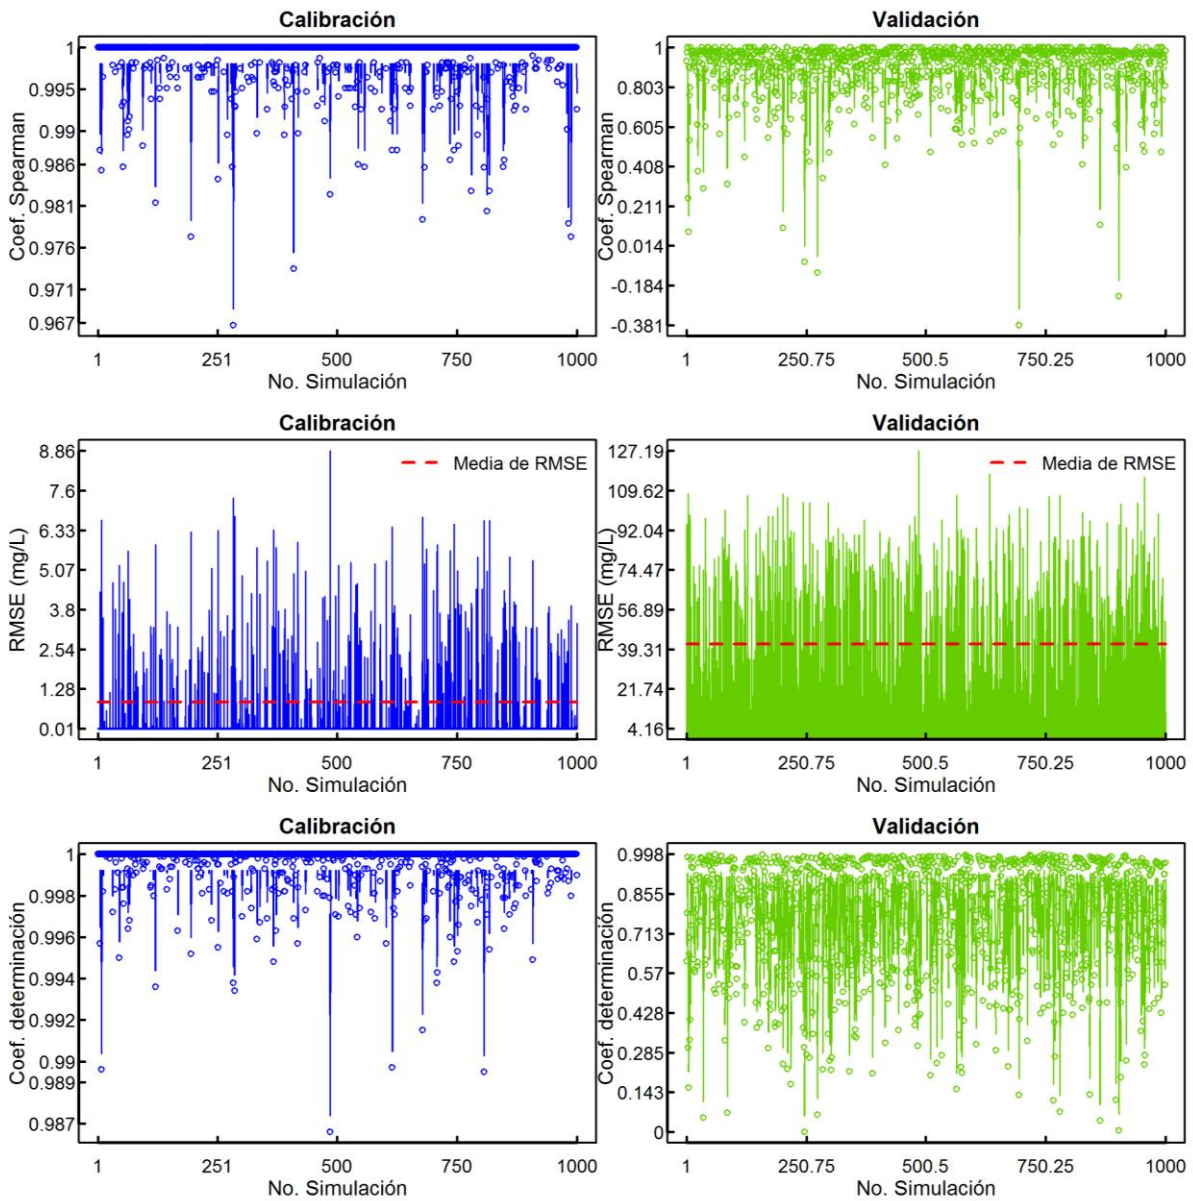 Calibración
Validación
Coef. Spearman
1
0.995
0.99
0.986
0.981
0.976
0.971
0.967
1 251 500 750 1000
No. Simulación
Coef. Spearman
1
0.803
0.605
0.408
0.211
0.014
-0.184
-0.381
1 250.75 500.5 750.25 1000
No. Simulación
Calibración
Validación
RMSE (mg/L)
8.86
7.6
6.33
5.07
3.8
2.54
1.28
0.01
Media de RMSE
1 251 500 750 1000
No. Simulación
RMSE (mg/L)
127.19
109.62
92.04
74.47
56.89
39.31
21.74
4.16
Media de RMSE
1 250.75 500.5 750.25 1000
No. Simulación
Calibración
Validación
Coef. determinación
1
0.998
0.996
0.994
0.992
0.99
0.989
0.987
1 251 500 750 1000
No. Simulación
Coef. determinación
0.998
0.855
0.713
0.57
0.428
0.285
0.143
0
1 250.75 500.5 750.25 1000
No. Simulación